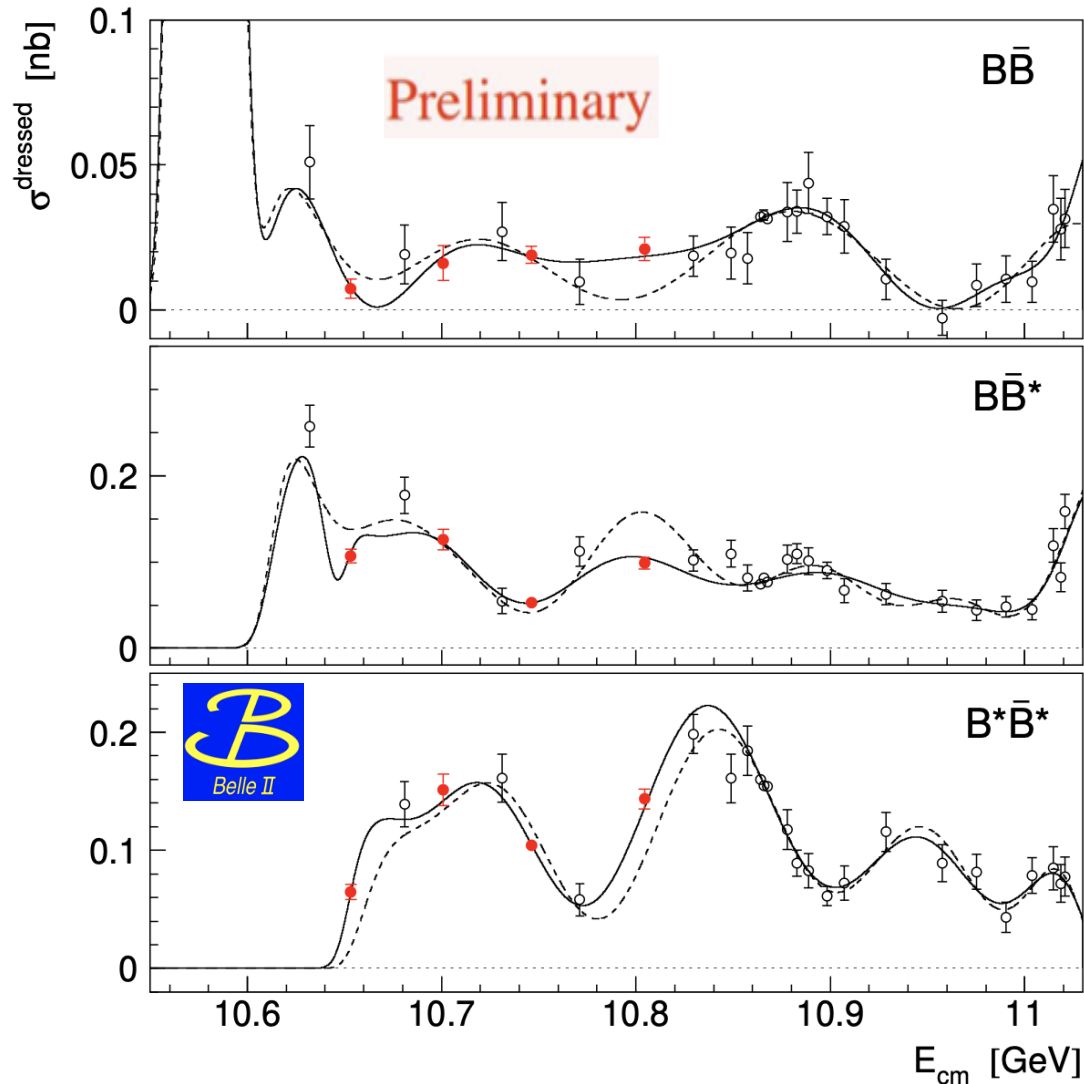 σ^dressed [nb]
0.1
0.05
0
Preliminary
BB̄
0.2
0
BB̄*
0.2
0.1
0
B
Belle II
B*B̄*
10.6 10.7 10.8 10.9 11
E_cm [GeV]